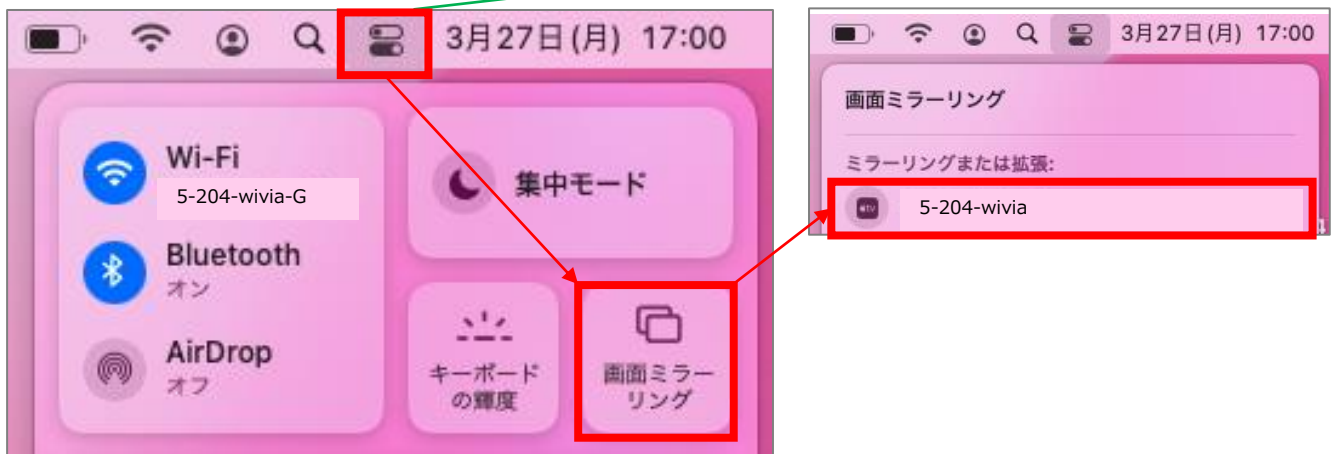 3月27日(月) 17:00
Wi-Fi
5-204-wivia-G
Bluetooth
オン
AirDrop
オフ
集中モード
キーボード
の輝度
画面ミラー
リング
3月27日(月) 17:00
画面ミラーリング
ミラーリングまたは拡張:
tv
5-204-wivia